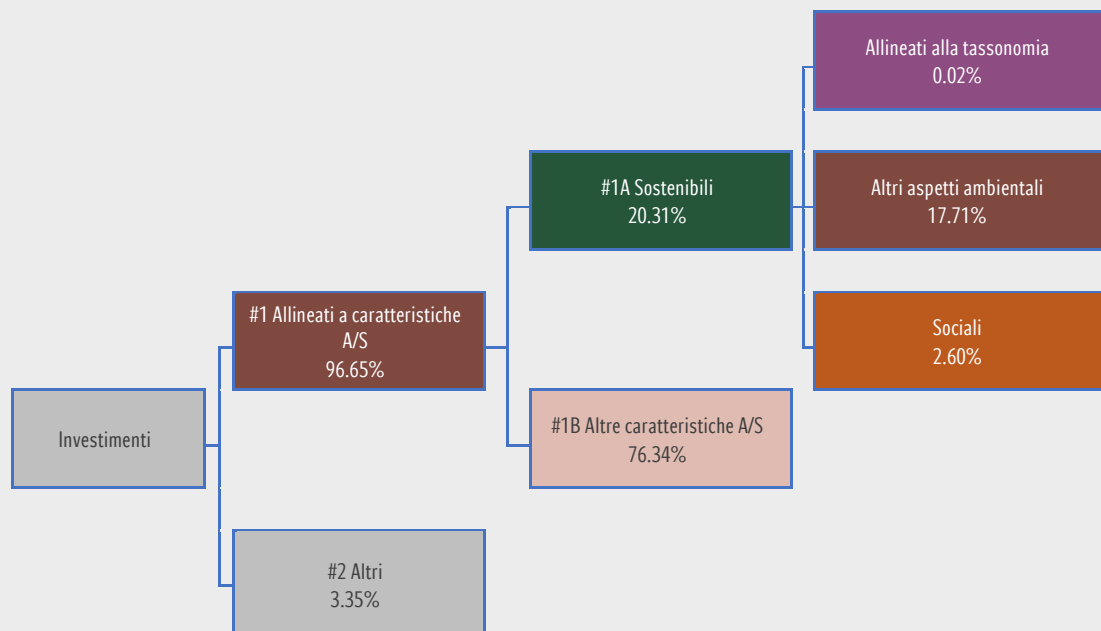 Allineati alla tassonomia
0.02%
#1A Sostenibili
20.31%
Altri aspetti ambientali
17.71%
#1 Allineati a caratteristiche
A/S
96.65%
Sociali
2.60%
Investimenti
#1B Altre caratteristiche A/S
76.34%
#2 Altri
3.35%